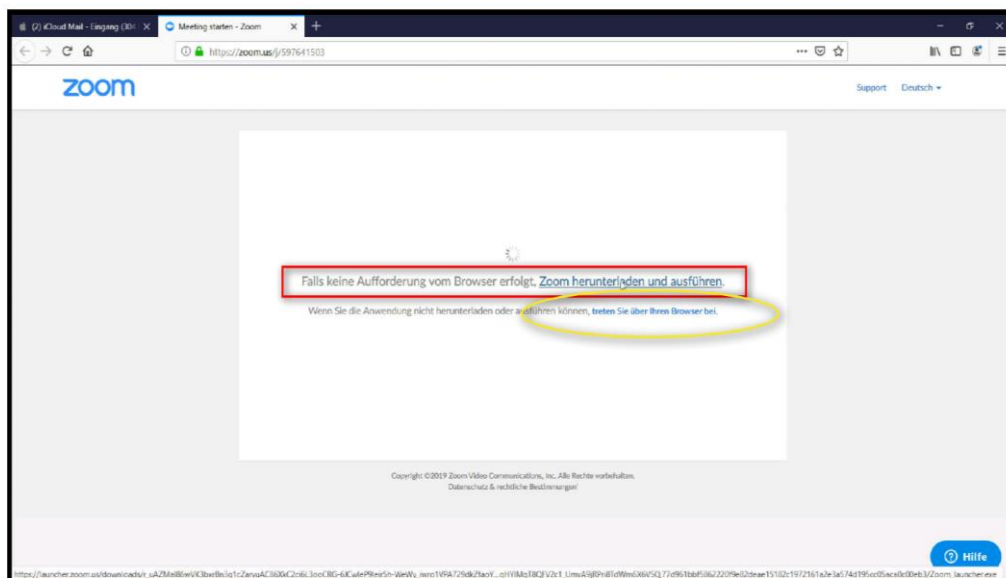 (2) iCloud Mail - Eingang (304
Meeting starten - Zoom
https://zoom.us/j/597641503
zoom
Support Deutsch
Falls keine Aufforderung vom Browser erfolgt, Zoom herunterladen und ausführen.
Wenn Sie die Anwendung nicht herunterladen oder ausführen können, treten Sie über Ihren Browser bei.
Copyright ©2019 Zoom Video Communications, Inc. Alle Rechte vorbehalten.
Datenschutz & rechtliche Bestimmungen
Hilfe